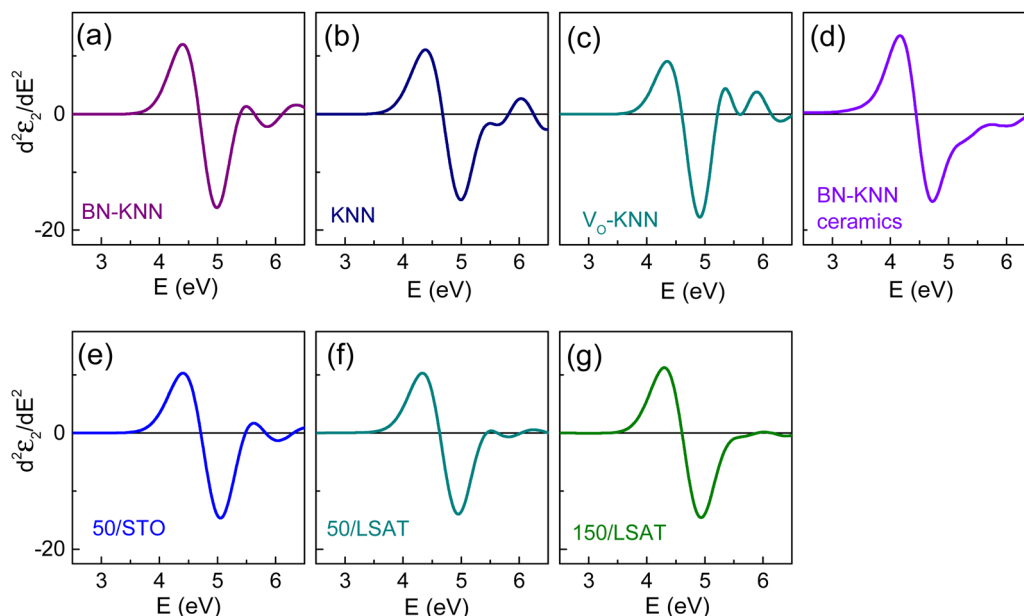 (a) (b) (c) (d)
d²ε₂/dE²
0
-20
BN-KNN
KNN
V_O-KNN
BN-KNN
ceramics
3 4 5 6 3 4 5 6 3 4 5 6 3 4 5 6
E (eV) E (eV) E (eV) E (eV)
(e) (f) (g)
d²ε₂/dE²
0
-20
50/STO
50/LSAT
150/LSAT
3 4 5 6 3 4 5 6 3 4 5 6
E (eV) E (eV) E (eV)